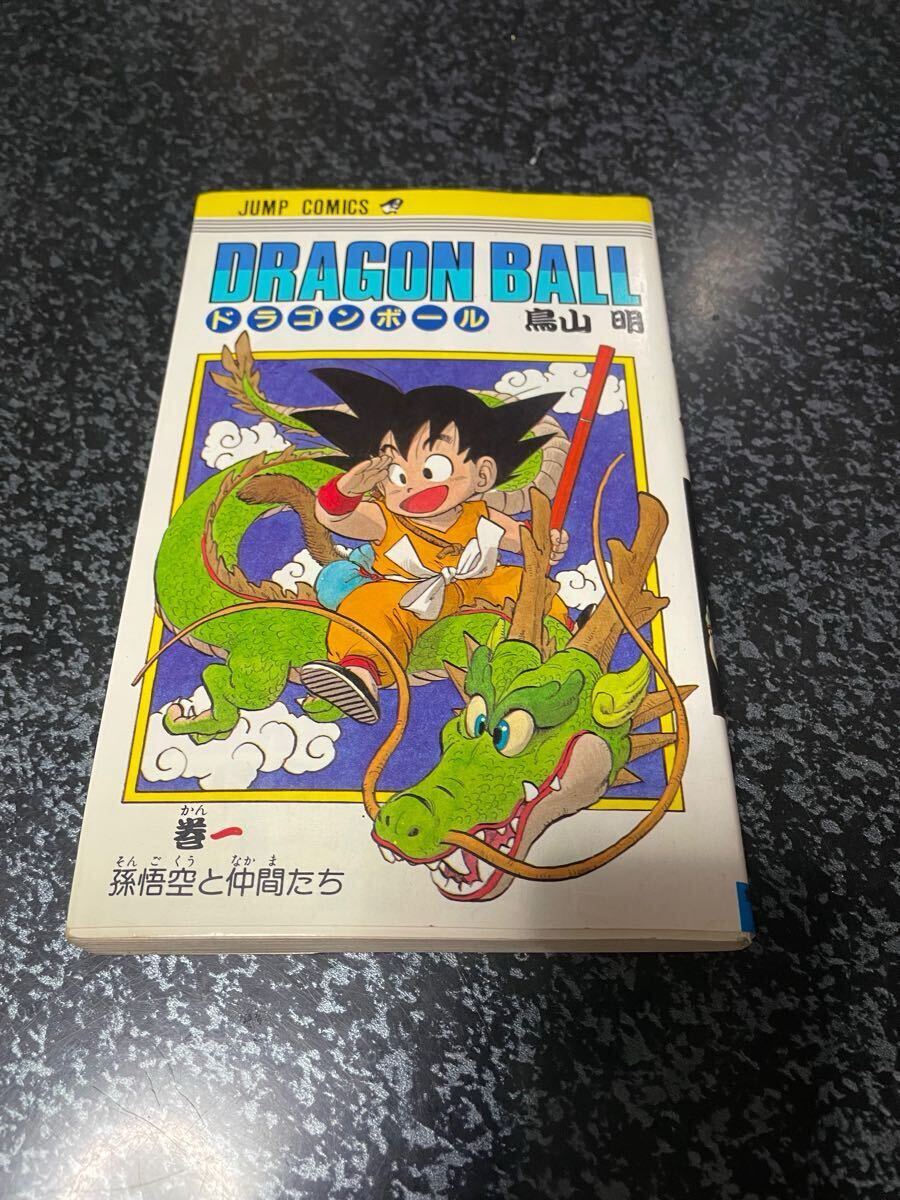 JUMP COMICS
DRAGON BALL
ドラゴンボール 鳥山 明
かん
巻一
そん ご くう なか ま
孫悟空と仲間たち